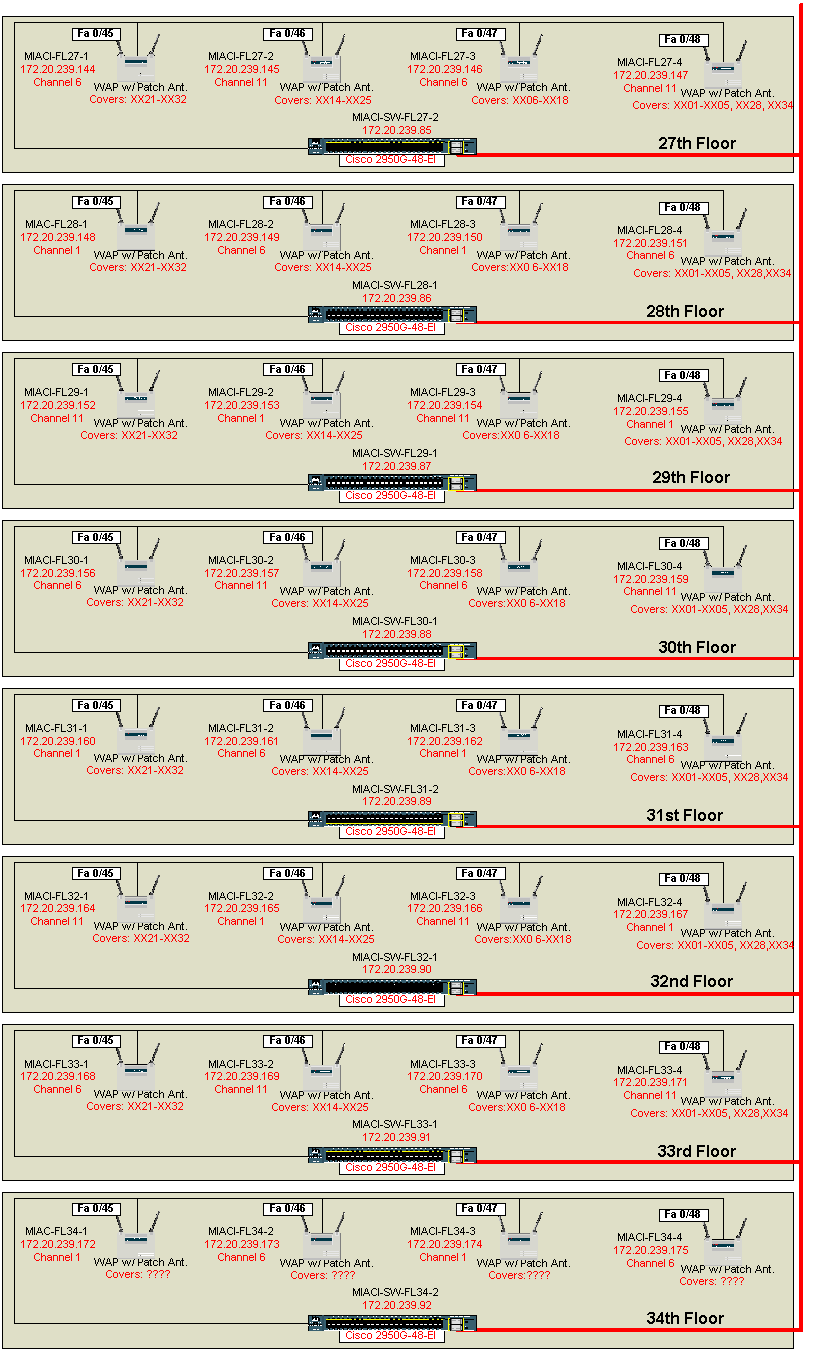 Fa 0/45
Fa 0/46
Fa 0/47
Fa 0/48
MIACI-FL27-1
172.20.239.144
Channel 6
WAP w/ Patch Ant.
Covers: XX21-XX32
MIACI-FL27-2
172.20.239.145
Channel 11
WAP w/ Patch Ant.
Covers: XX14-XX25
MIACI-FL27-3
172.20.239.146
Channel 6
WAP w/ Patch Ant.
Covers: XX06-XX18
MIACI-FL27-4
172.20.239.147
Channel 11
WAP w/ Patch Ant.
Covers: XX01-XX05, XX28, XX34
MIACI-SW-FL27-2
172.20.239.85
Cisco 2950G-48-EI
27th Floor
Fa 0/45
Fa 0/46
Fa 0/47
Fa 0/48
MIAC-FL28-1
172.20.239.148
Channel 1
WAP w/ Patch Ant.
Covers: XX21-XX32
MIACI-FL28-2
172.20.239.149
Channel 6
WAP w/ Patch Ant.
Covers: XX14-XX25
MIACI-FL28-3
172.20.239.150
Channel 1
WAP w/ Patch Ant.
Covers:XX0 6-XX18
MIACI-FL28-4
172.20.239.151
Channel 6
WAP w/ Patch Ant.
Covers: XX01-XX05, XX28,XX34
MIACI-SW-FL28-1
172.20.239.86
Cisco 2950G-48-EI
28th Floor
Fa 0/45
Fa 0/46
Fa 0/47
Fa 0/48
MIACI-FL29-1
172.20.239.152
Channel 11
WAP w/ Patch Ant.
Covers: XX21-XX32
MIACI-FL29-2
172.20.239.153
Channel 1
WAP w/ Patch Ant.
Covers: XX14-XX25
MIACI-FL29-3
172.20.239.154
Channel 11
WAP w/ Patch Ant.
Covers:XX0 6-XX18
MIACI-FL29-4
172.20.239.155
Channel 1
WAP w/ Patch Ant.
Covers: XX01-XX05, XX28,XX34
MIACI-SW-FL29-1
172.20.239.87
Cisco 2950G-48-EI
29th Floor
Fa 0/45
Fa 0/46
Fa 0/47
Fa 0/48
MIACI-FL30-1
172.20.239.156
Channel 6
WAP w/ Patch Ant.
Covers: XX21-XX32
MIACI-FL30-2
172.20.239.157
Channel 11
WAP w/ Patch Ant.
Covers: XX14-XX25
MIACI-FL30-3
172.20.239.158
Channel 6
WAP w/ Patch Ant.
Covers:XX0 6-XX18
MIACI-FL30-4
172.20.239.159
Channel 11
WAP w/ Patch Ant.
Covers: XX01-XX05, XX28,XX34
MIACI-SW-FL30-1
172.20.239.88
Cisco 2950G-48-EI
30th Floor
Fa 0/45
Fa 0/46
Fa 0/47
Fa 0/48
MIAC-FL31-1
172.20.239.160
Channel 1
WAP w/ Patch Ant.
Covers: XX21-XX32
MIACI-FL31-2
172.20.239.161
Channel 6
WAP w/ Patch Ant.
Covers: XX14-XX25
MIACI-FL31-3
172.20.239.162
Channel 1
WAP w/ Patch Ant.
Covers:XX0 6-XX18
MIACI-FL31-4
172.20.239.163
Channel 6
WAP w/ Patch Ant.
Covers: XX01-XX05, XX28,XX34
MIACI-SW-FL31-2
172.20.239.89
Cisco 2950G-48-EI
31st Floor
Fa 0/45
Fa 0/46
Fa 0/47
Fa 0/48
MIACI-FL32-1
172.20.239.164
Channel 11
WAP w/ Patch Ant.
Covers: XX21-XX32
MIACI-FL32-2
172.20.239.165
Channel 1
WAP w/ Patch Ant.
Covers: XX14-XX25
MIACI-FL32-3
172.20.239.166
Channel 11
WAP w/ Patch Ant.
Covers:XX0 6-XX18
MIACI-FL32-4
172.20.239.167
Channel 1
WAP w/ Patch Ant.
Covers: XX01-XX05, XX28,XX34
MIACI-SW-FL32-1
172.20.239.90
Cisco 2950G-48-EI
32nd Floor
Fa 0/45
Fa 0/46
Fa 0/47
Fa 0/48
MIACI-FL33-1
172.20.239.168
Channel 6
WAP w/ Patch Ant.
Covers: XX21-XX32
MIACI-FL33-2
172.20.239.169
Channel 11
WAP w/ Patch Ant.
Covers: XX14-XX25
MIACI-FL33-3
172.20.239.170
Channel 6
WAP w/ Patch Ant.
Covers:XX0 6-XX18
MIACI-FL33-4
172.20.239.171
Channel 11
WAP w/ Patch Ant.
Covers: XX01-XX05, XX28,XX34
MIACI-SW-FL33-1
172.20.239.91
Cisco 2950G-48-EI
33rd Floor
Fa 0/45
Fa 0/46
Fa 0/47
Fa 0/48
MIAC-FL34-1
172.20.239.172
Channel 1
WAP w/ Patch Ant.
Covers: ????
MIACI-FL34-2
172.20.239.173
Channel 6
WAP w/ Patch Ant.
Covers: ????
MIACI-FL34-3
172.20.239.174
Channel 1
WAP w/ Patch Ant.
Covers:????
MIACI-FL34-4
172.20.239.175
Channel 6
WAP w/ Patch Ant.
Covers: ????
MIACI-SW-FL34-2
172.20.239.92
Cisco 2950G-48-EI
34th Floor